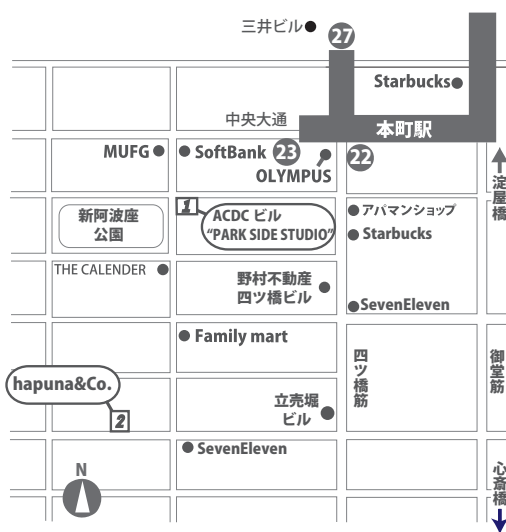 三井ビル
27
Starbucks
中央大通
本町駅
MUFG
SoftBank
23
22
OLYMPUS
淀屋橋
新阿波座
公園
1
ACDC ビル
"PARK SIDE STUDIO"
アパマンショップ
Starbucks
THE CALENDER
野村不動産
四ツ橋ビル
SevenEleven
Family mart
四ツ橋筋
御堂筋
hapuna&Co.
2
立売堀
ビル
SevenEleven
N
心斎橋